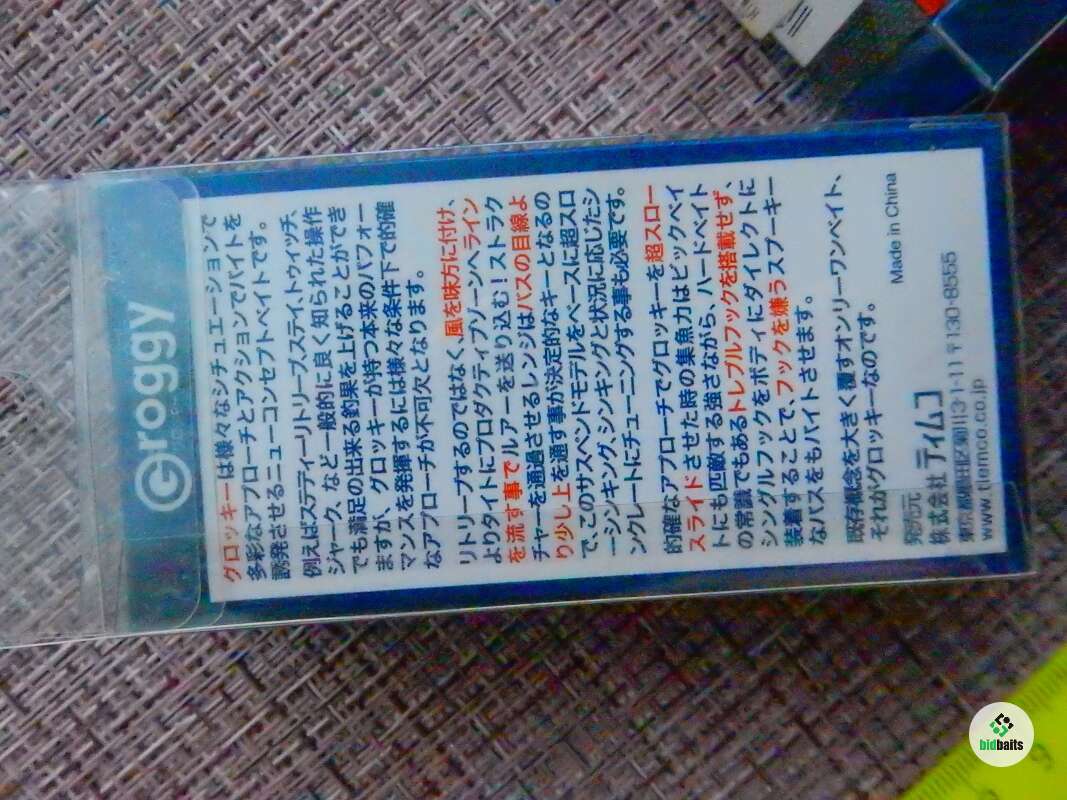 Groggy
グロッキーは様々なシチュエーションで
多彩なアプローチとアクションでバイトを
誘発させるニューコンセプトベイトです。
例えばステディーリトリーブ、ステイ、トゥイッチ、
ジャーク、など一般的に良く知られた操作
でも満足の出来る釣果を上げることができ
ますが、グロッキーが持つ本来のパフォー
マンスを発揮するには様々な条件下で的確
なアプローチが不可欠となります。
リトリーブするのではなく、風を味方に付け、
よりタイトにプロダクティブゾーンへライン
を流す事でルアーを送り込む！ストラク
チャーを通過させるレンジはバスの目線よ
り少し上を通す事が決定的なキーとなるの
で、このサスペンドモデルをベースに超スロ
ーシンキング、シンキングと状況に応じたシ
ンクレートにチューニングする事も必要です。
的確なアプローチでグロッキーを超スロー
スライドさせた時の集魚力はビックベイ
トにも匹敵する強さながら、ハードベイト
の常識でもあるトレブルフックを搭載せず、
シングルフックをボディにダイレクトに
装着することで、フックを嫌うスプーキー
なバスをもバイトさせます。
既存概念を大きく覆すオンリーワンベイト、
それがグロッキーなのです。
Made in China
発売元
株式会社 ティムコ
東京都墨田区菊川3-1-11 〒130-8555
www.tiemco.co.jp
bidbaits